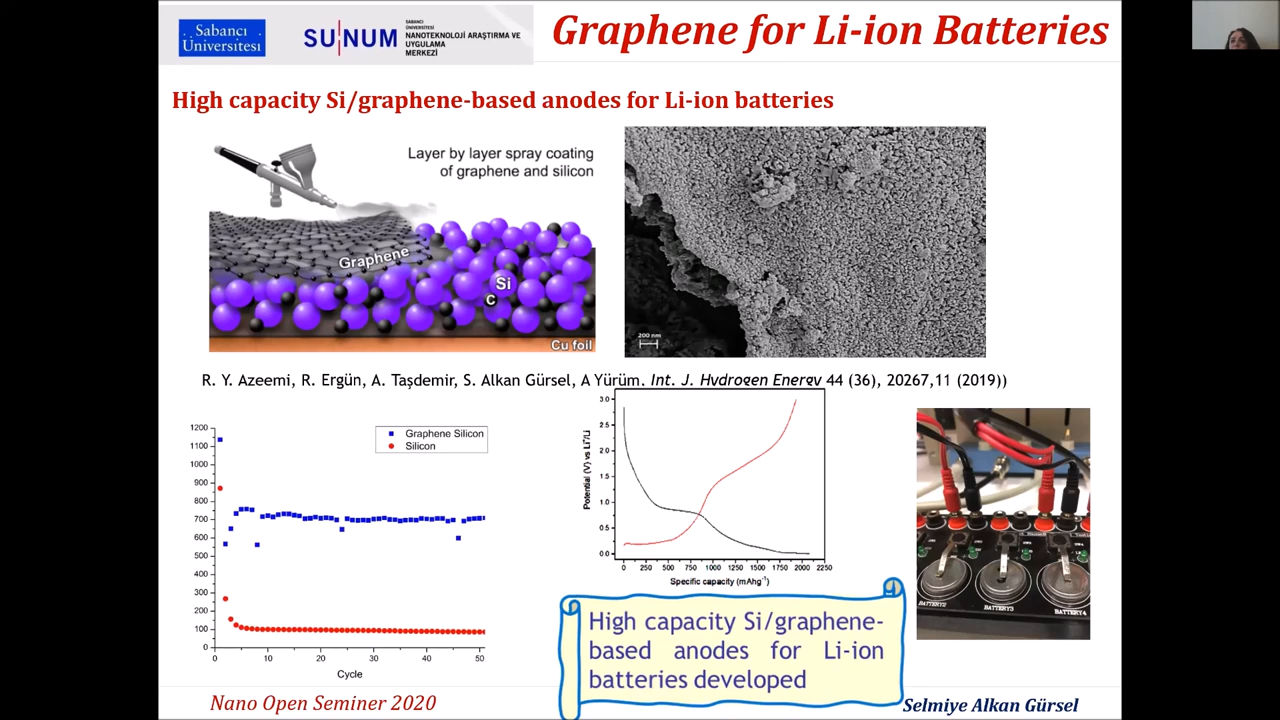 Sabancı
Üniversitesi
SUNUM
SABANCI
ÜNİVERSİTESİ
NANOTEKNOLOJİ ARAŞTIRMA VE
UYGULAMA
MERKEZİ
Graphene for Li-ion Batteries
High capacity Si/graphene-based anodes for Li-ion batteries
Layer by layer spray coating
of graphene and silicon
Graphene
Si
C
Cu foil
200 nm
R. Y. Azeemi, R. Ergün, A. Taşdemir, S. Alkan Gürsel, A Yürüm. Int. J. Hydrogen Energy 44 (36), 20267,11 (2019))
1200
1100
1000
900
800
700
600
500
400
300
200
100
0
0 10 20 30 40 50
Cycle
Graphene Silicon
Silicon
Potential (V) vs Li⁺/Li
3.0
2.5
2.0
1.5
1.0
0.5
0.0
0 250 500 750 1000 1250 1500 1750 2000 2250
Specific capacity (mAhg⁻¹)
BATTERY2
BATTERY3
BATTERY4
High capacity Si/graphene-
based anodes for Li-ion
batteries developed
Nano Open Seminer 2020
Selmiye Alkan Gürsel